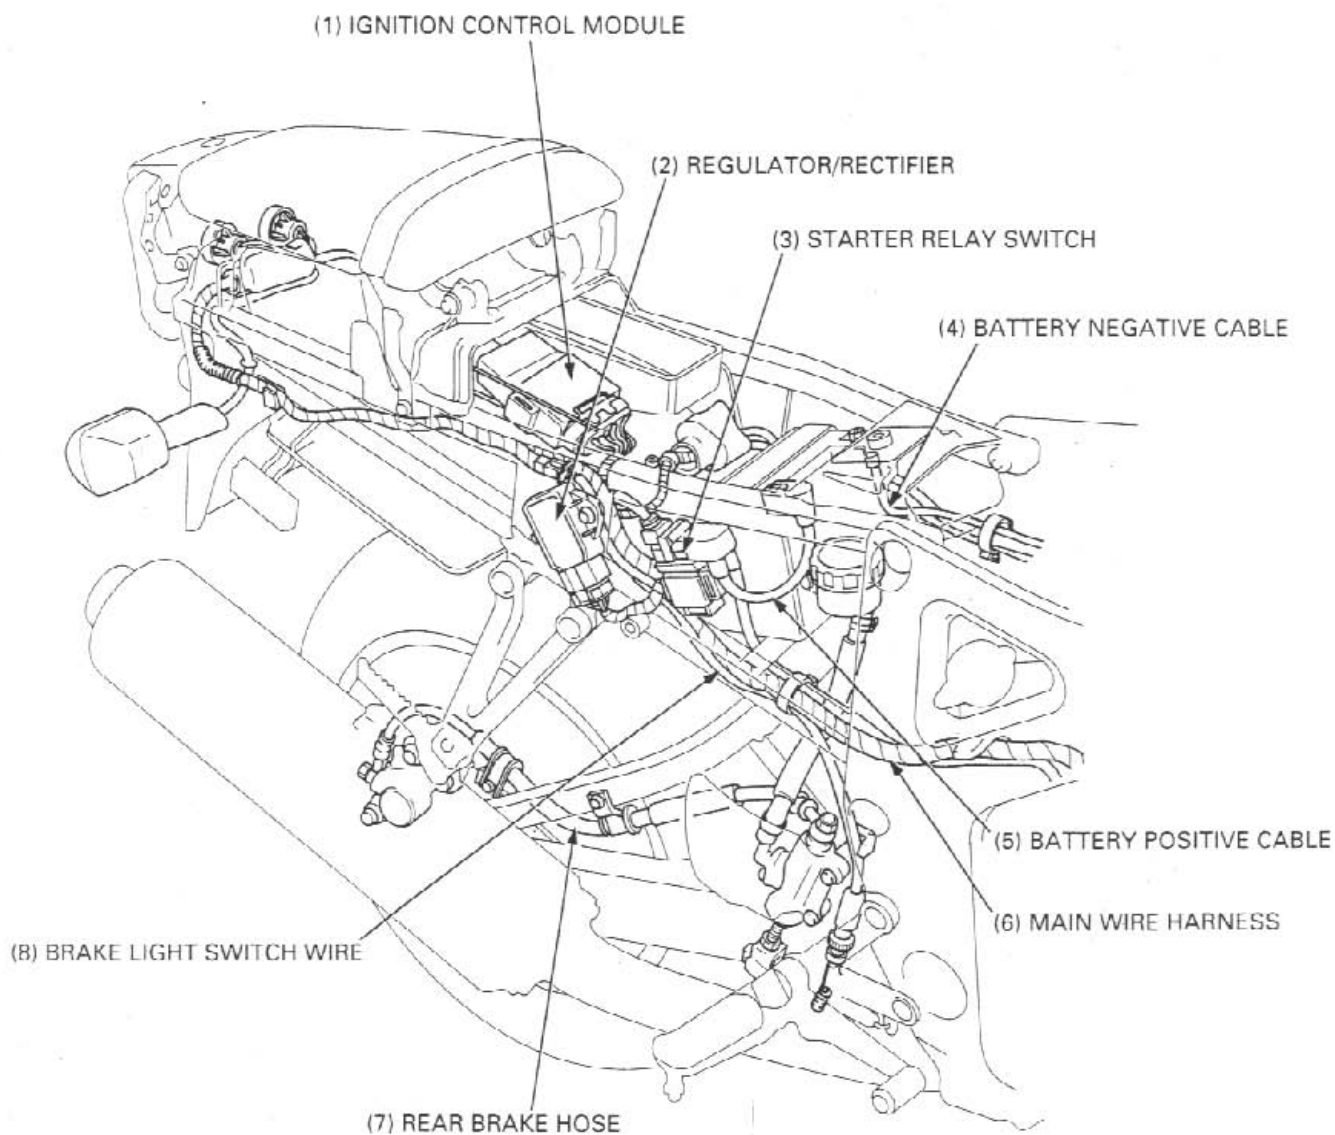 (1) IGNITION CONTROL MODULE
(2) REGULATOR/RECTIFIER
(3) STARTER RELAY SWITCH
(4) BATTERY NEGATIVE CABLE
(5) BATTERY POSITIVE CABLE
(6) MAIN WIRE HARNESS
(8) BRAKE LIGHT SWITCH WIRE
(7) REAR BRAKE HOSE